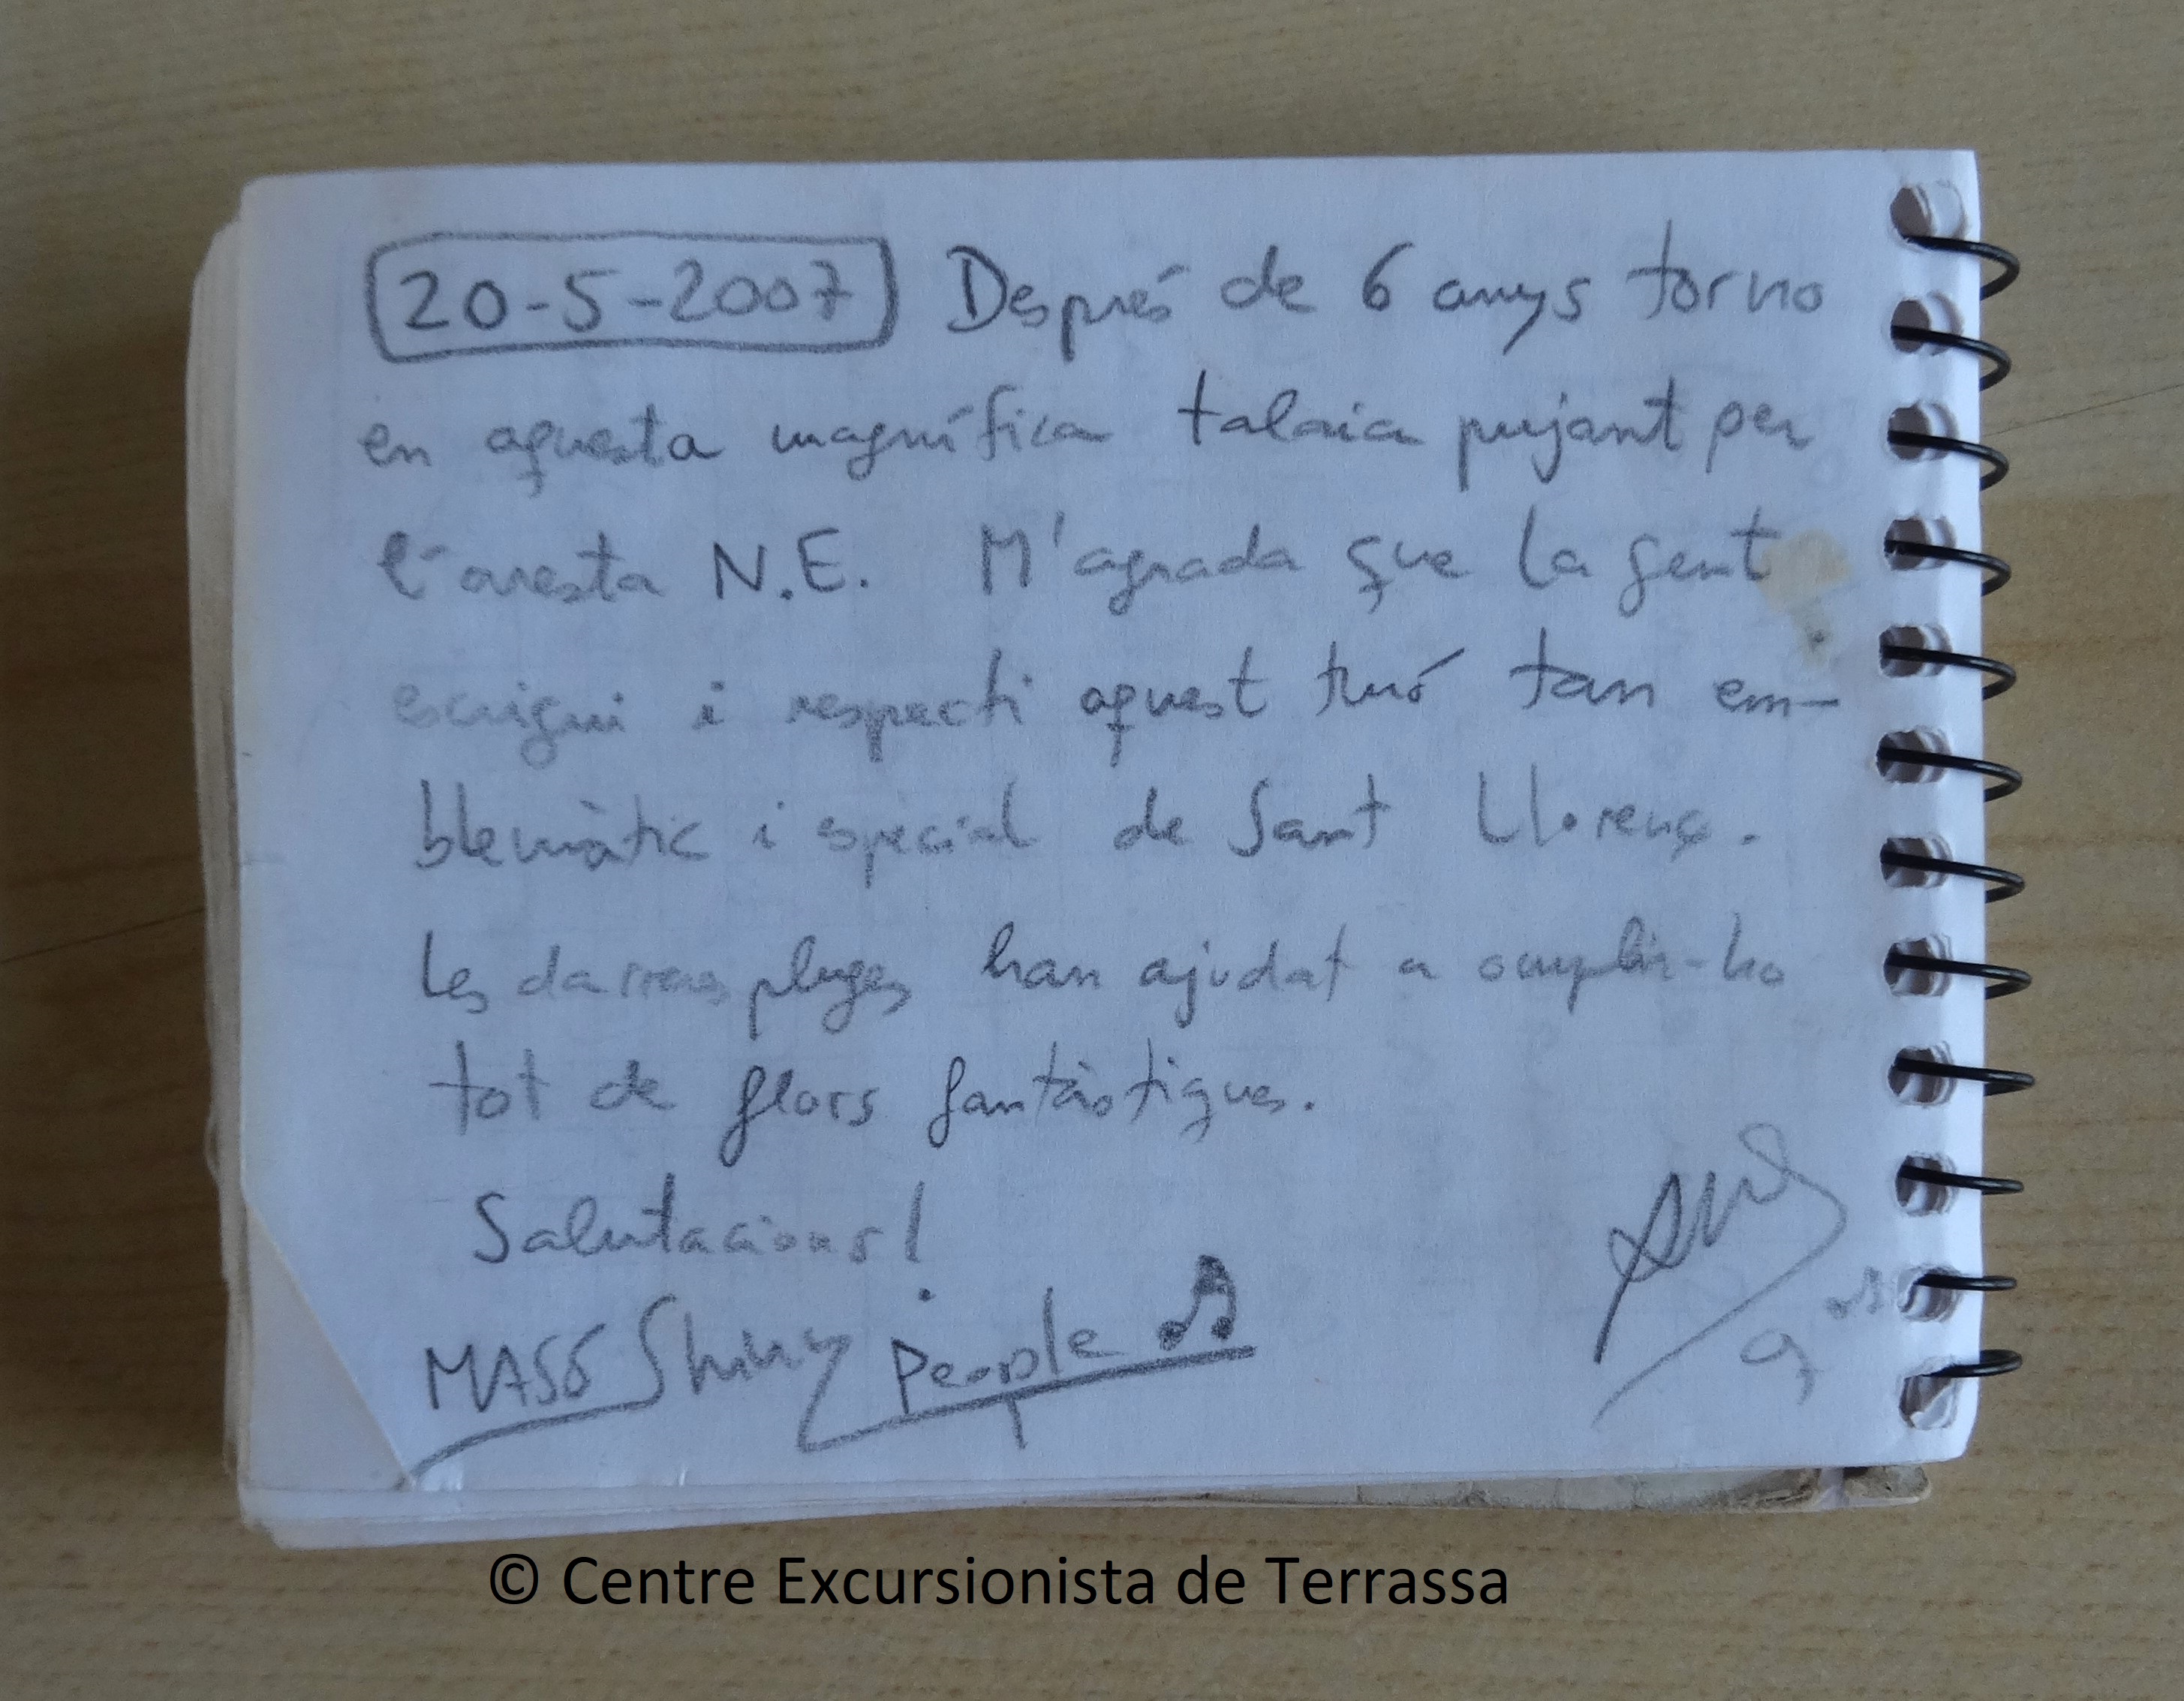 20-5-2007 Després de 6 anys torno
en aquesta magnífica talaia pujant per
l'aresta N.E. M'agrada que la gent
escrigui i respecti aquest turó tan em-
blemàtic i especial de Sant Llorenç.
Les darreres pluges han ajudat a omplir-ho
tot de flors fantàstiques.
Salutacions!
MASSÓ Shiny People
© Centre Excursionista de Terrassa